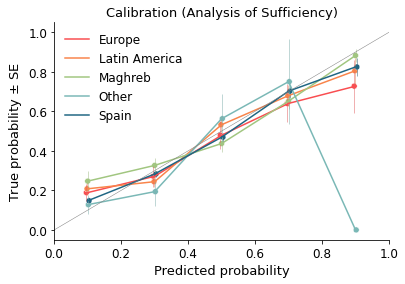 Calibration (Analysis of Sufficiency)
True probability ± SE
1.0
0.8
0.6
0.4
0.2
0.0
Europe
Latin America
Maghreb
Other
Spain
0.0 0.2 0.4 0.6 0.8 1.0
Predicted probability